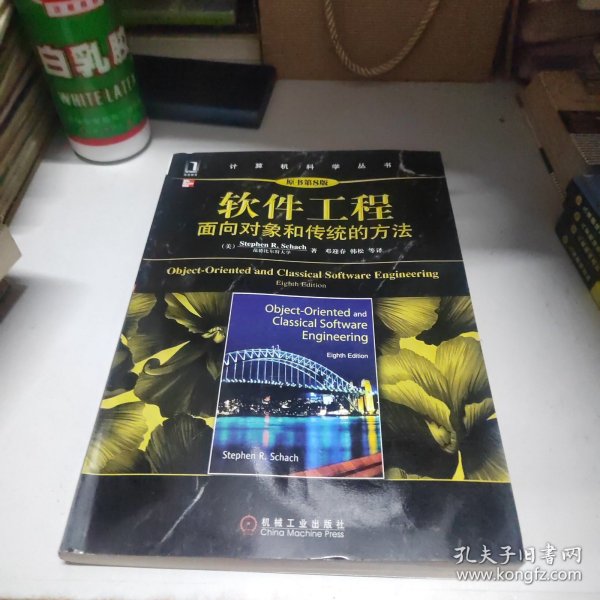 白乳胶
WHITE LATEX
计算机科学丛书
原书第8版
软件工程
面向对象和传统的方法
(美) Stephen R. Schach 著 邓迎春 韩松 等译
范德比尔特大学
Object-Oriented and Classical Software Engineering
Eighth Edition
Object-Oriented and
Classical Software
Engineering
Eighth Edition
Stephen R. Schach
机械工业出版社
China Machine Press
孔夫子旧书网
www.kongfz.com